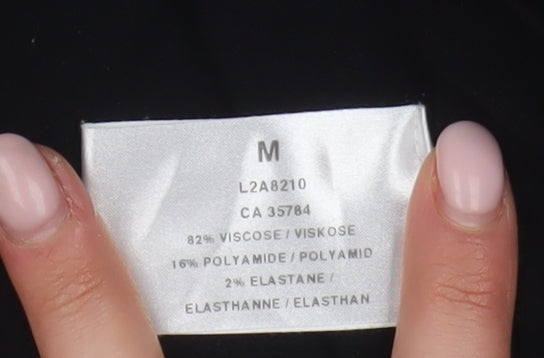 M
L2A8210
CA 35784
82% VISCOSE / VISKOSE
16% POLYAMIDE / POLYAMID
2% ELASTANE /
ELASTHANNE / ELASTHAN